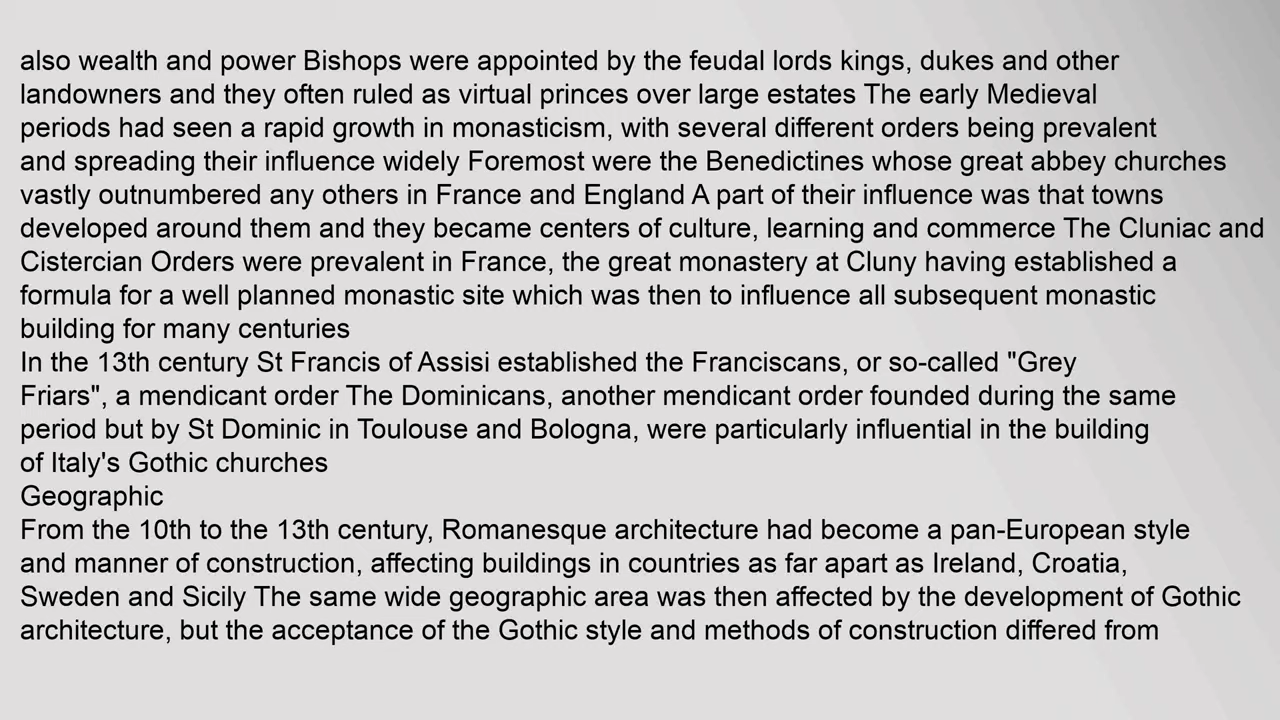 also wealth and power Bishops were appointed by the feudal lords kings, dukes and other
landowners and they often ruled as virtual princes over large estates The early Medieval
periods had seen a rapid growth in monasticism, with several different orders being prevalent
and spreading their influence widely Foremost were the Benedictines whose great abbey churches
vastly outnumbered any others in France and England A part of their influence was that towns
developed around them and they became centers of culture, learning and commerce The Cluniac and
Cistercian Orders were prevalent in France, the great monastery at Cluny having established a
formula for a well planned monastic site which was then to influence all subsequent monastic
building for many centuries
In the 13th century St Francis of Assisi established the Franciscans, or so-called "Grey
Friars", a mendicant order The Dominicans, another mendicant order founded during the same
period but by St Dominic in Toulouse and Bologna, were particularly influential in the building
of Italy's Gothic churches
Geographic
From the 10th to the 13th century, Romanesque architecture had become a pan-European style
and manner of construction, affecting buildings in countries as far apart as Ireland, Croatia,
Sweden and Sicily The same wide geographic area was then affected by the development of Gothic
architecture, but the acceptance of the Gothic style and methods of construction differed from